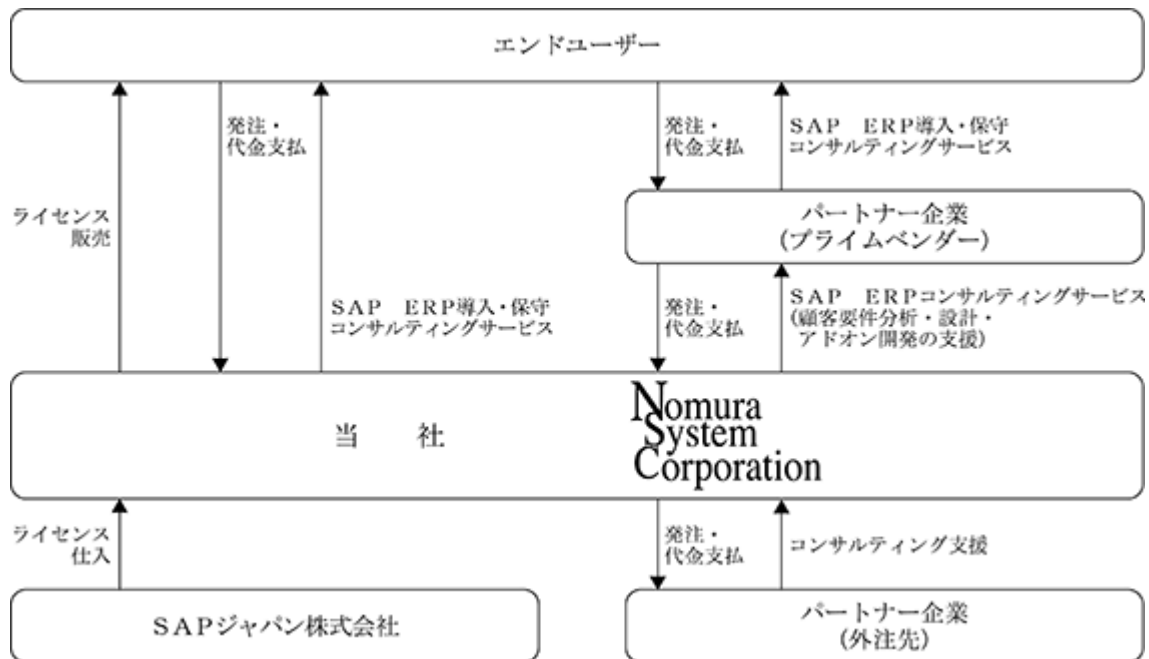 エンドユーザー
発注・
代金支払
発注・
代金支払
ＳＡＰ　ＥＲＰ導入・保守
コンサルティングサービス
ライセンス
販売
パートナー企業
(プライムベンダー)
ＳＡＰ　ＥＲＰ導入・保守
コンサルティングサービス
発注・
代金支払
ＳＡＰ　ＥＲＰコンサルティングサービス
(顧客要件分析・設計・
アドオン開発の支援)
当　　社
Nomura
System
Corporation
ライセンス
仕入
発注・
代金支払
コンサルティング支援
ＳＡＰジャパン株式会社
パートナー企業
(外注先)